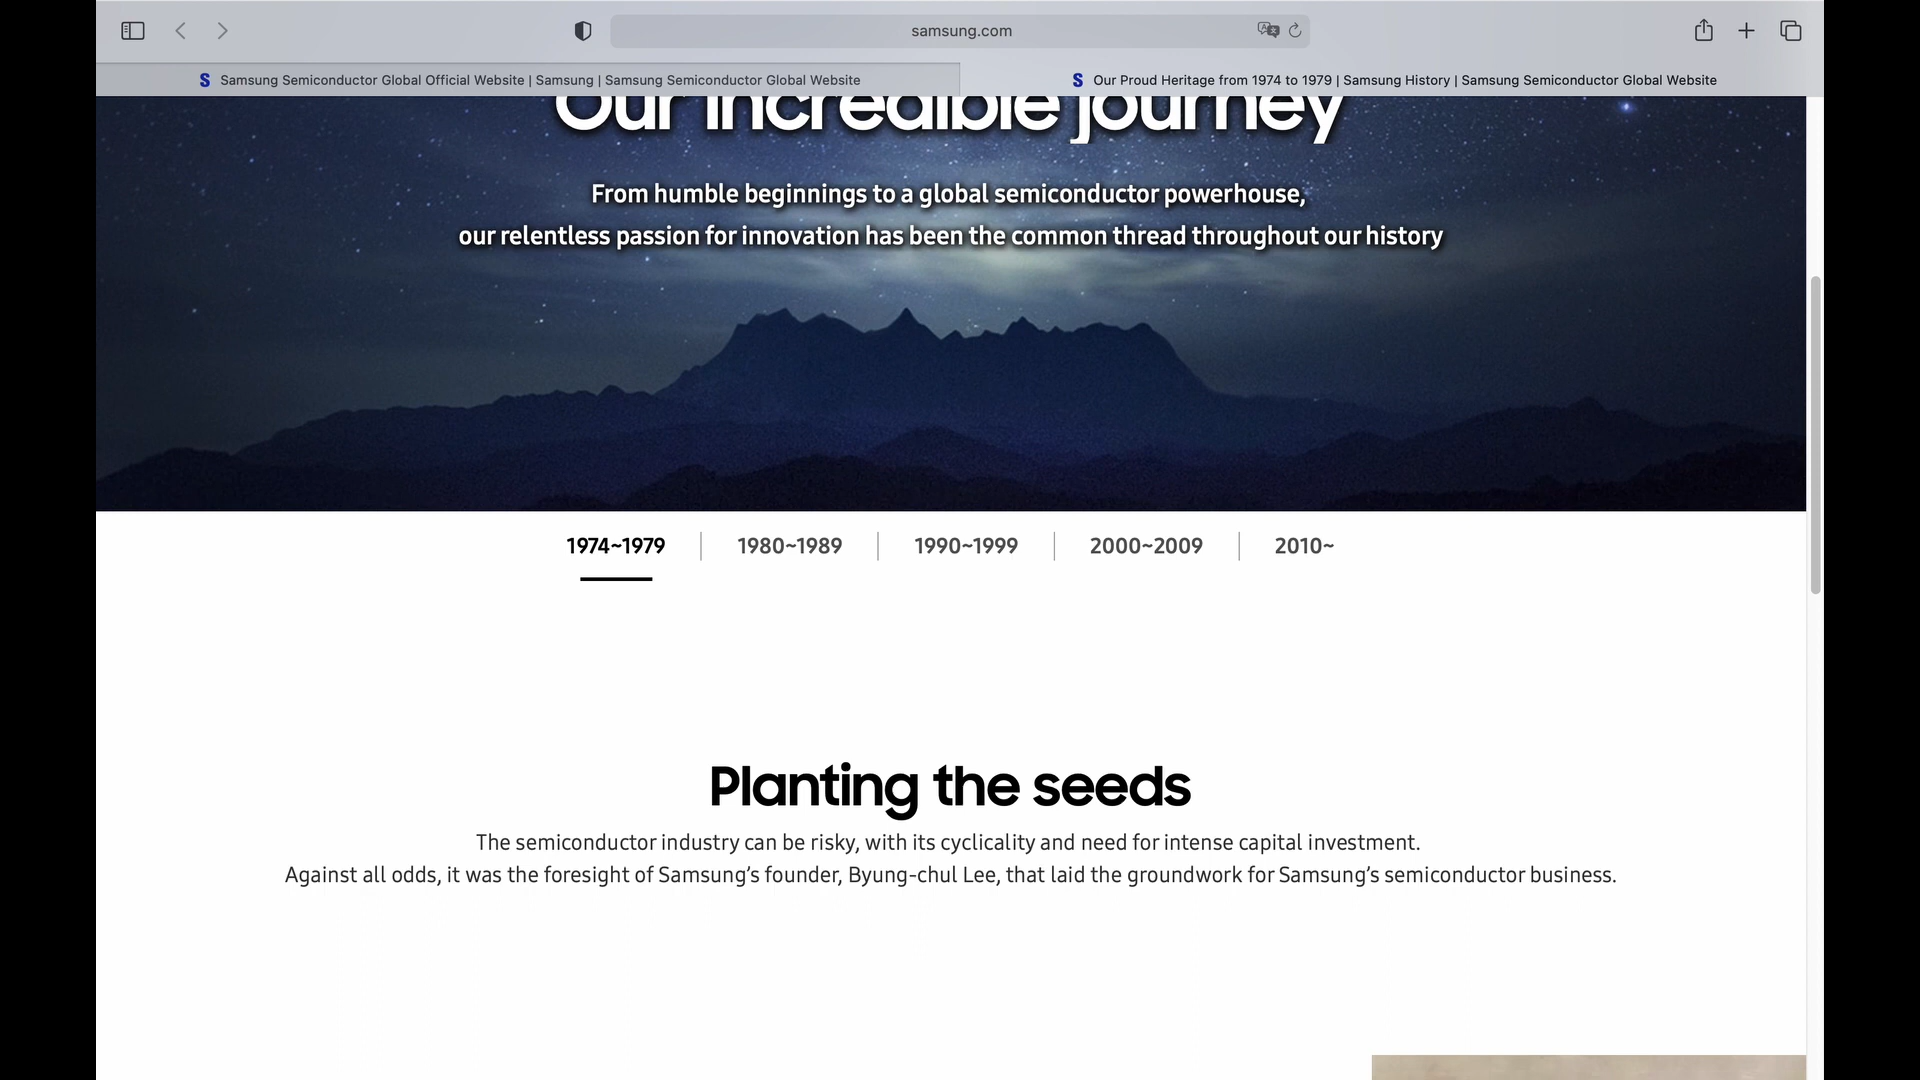 samsung.com
Samsung Semiconductor Global Official Website | Samsung | Samsung Semiconductor Global Website
Our Proud Heritage from 1974 to 1979 | Samsung History | Samsung Semiconductor Global Website
Our incredible journey
From humble beginnings to a global semiconductor powerhouse,
our relentless passion for innovation has been the common thread throughout our history
1974~1979
1980~1989
1990~1999
2000~2009
2010~
Planting the seeds
The semiconductor industry can be risky, with its cyclicality and need for intense capital investment.
Against all odds, it was the foresight of Samsung’s founder, Byung-chul Lee, that laid the groundwork for Samsung’s semiconductor business.